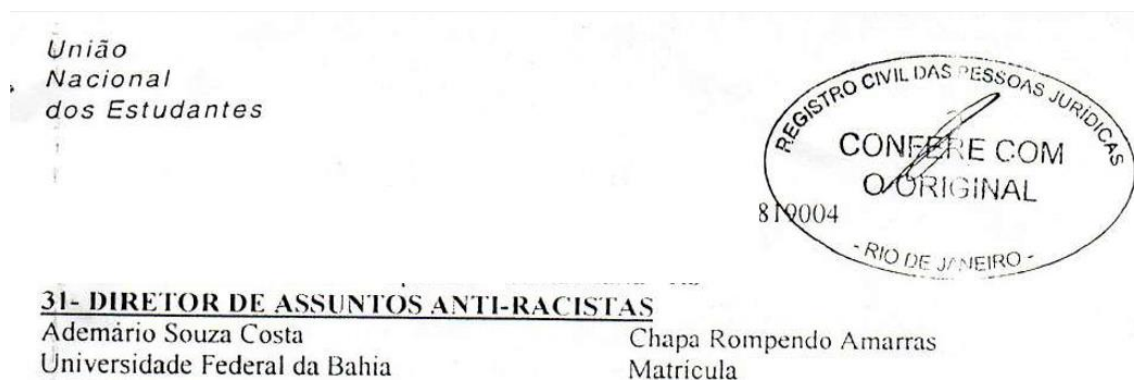 União
Nacional
dos Estudantes
REGISTRO CIVIL DAS PESSOAS JURÍDICAS
CONFERE COM
O ORIGINAL
819004
- RIO DE JANEIRO -
31- DIRETOR DE ASSUNTOS ANTI-RACISTAS
Ademário Souza Costa
Chapa Rompendo Amarras
Universidade Federal da Bahia
Matricula